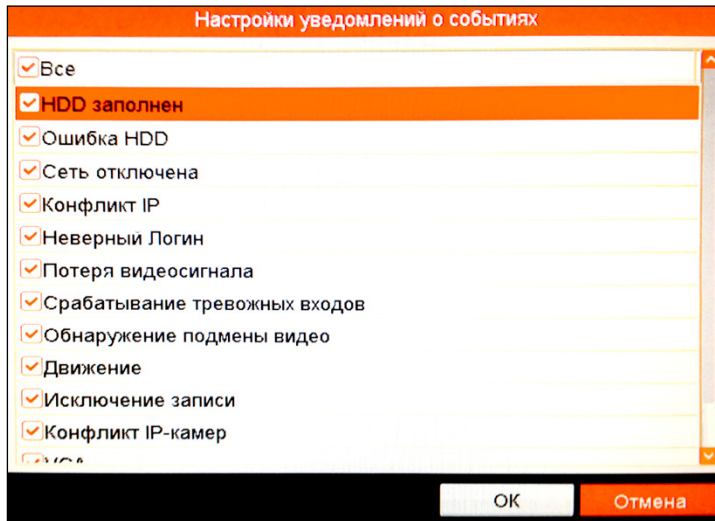 Настройки уведомлений о событиях
Все
HDD заполнен
Ошибка HDD
Сеть отключена
Конфликт IP
Неверный Логин
Потеря видеосигнала
Срабатывание тревожных входов
Обнаружение подмены видео
Движение
Исключение записи
Конфликт IP-камер
OK
Отмена